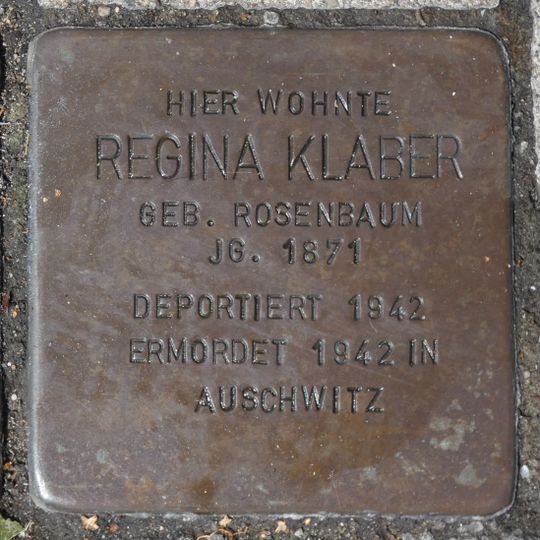 HIER WOHNTE
REGINA KLABER
GEB. ROSENBAUM
JG. 1871
DEPORTIERT 1942
ERMORDET 1942 IN
AUSCHWITZ